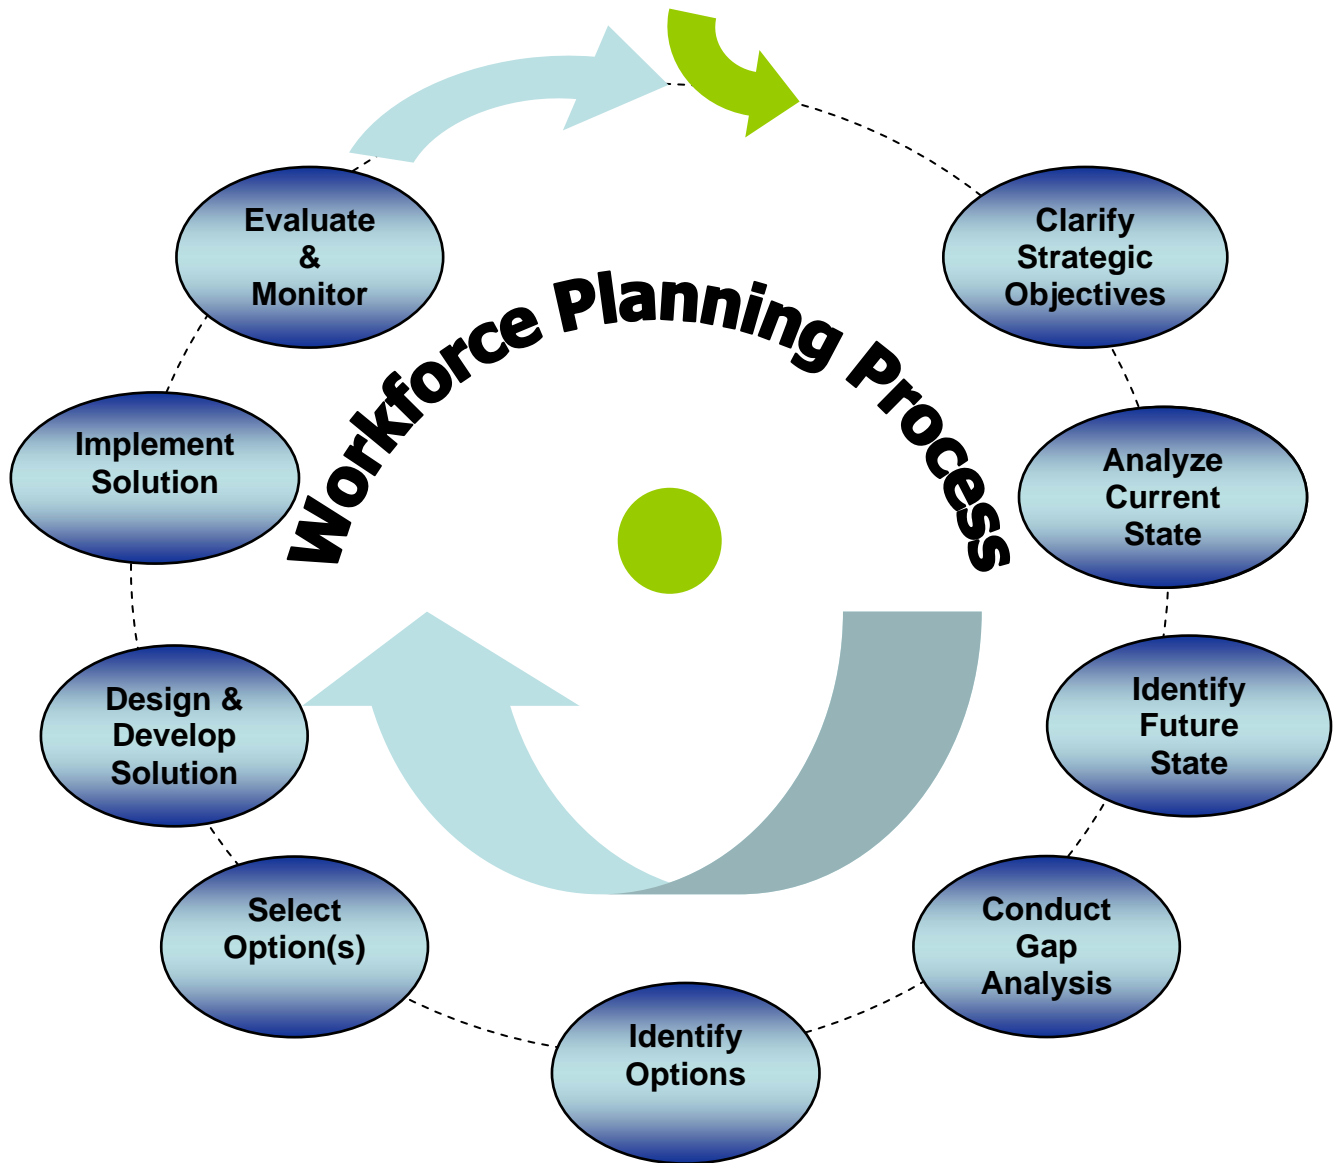 Workforce Planning Process
Clarify
Strategic
Objectives
Analyze
Current
State
Identify
Future
State
Conduct
Gap
Analysis
Identify
Options
Select
Option(s)
Design &
Develop
Solution
Implement
Solution
Evaluate
&
Monitor